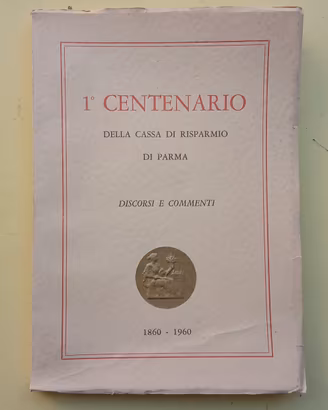 1° CENTENARIO
DELLA CASSA DI RISPARMIO
DI PARMA
DISCORSI E COMMENTI
1860 - 1960